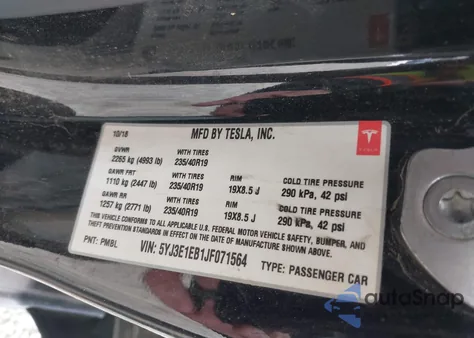 10/18 MFD BY TESLA, INC.
GVWR WITH TIRES RIM COLD TIRE PRESSURE
2265 kg (4993 lb) 235/40R19
GAWR FRT WITH TIRES
1110 kg (2447 lb) 235/40R19 19X8.5 J 290 kPa, 42 psi
GAWR RR WITH TIRES RIM COLD TIRE PRESSURE
1257 kg (2771 lb) 235/40R19 19X8.5 J 290 kPa, 42 psi
THIS VEHICLE CONFORMS TO ALL APPLICABLE U.S. FEDERAL MOTOR VEHICLE SAFETY, BUMPER, AND
THEFT PREVENTION STANDARDS IN EFFECT ON THE DATE OF MANUFACTURE SHOWN ABOVE.
PNT: PMBL VIN: 5YJ3E1EB1JF071564 TYPE: PASSENGER CAR
TESLA
autoSnap